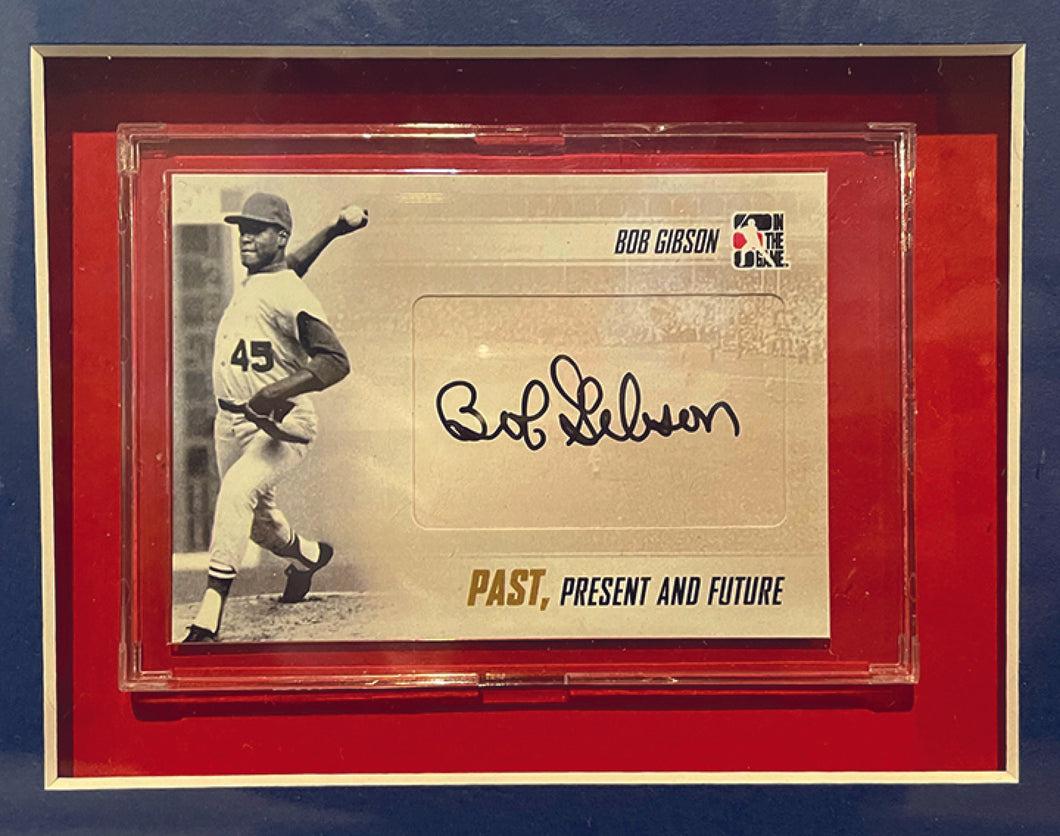 BOB GIBSON
IN
THE
GAME.
45
Bob Gibson
PAST, PRESENT AND FUTURE